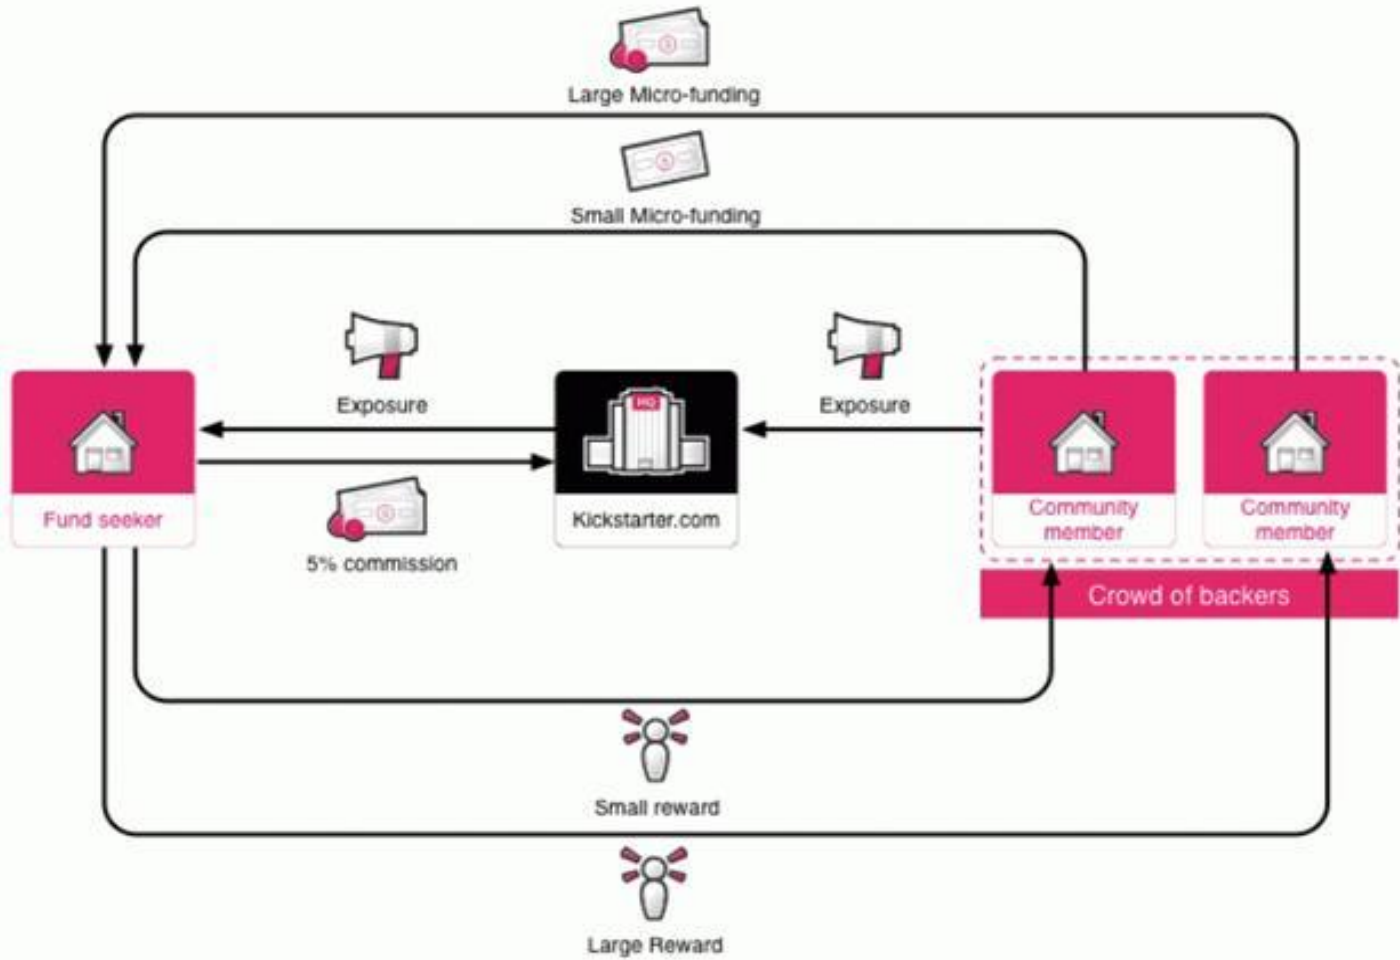 Large Micro-funding
Small Micro-funding
Exposure
Exposure
HQ
Fund seeker
Kickstarter.com
Community
member
Community
member
5% commission
Crowd of backers
Small reward
Large Reward